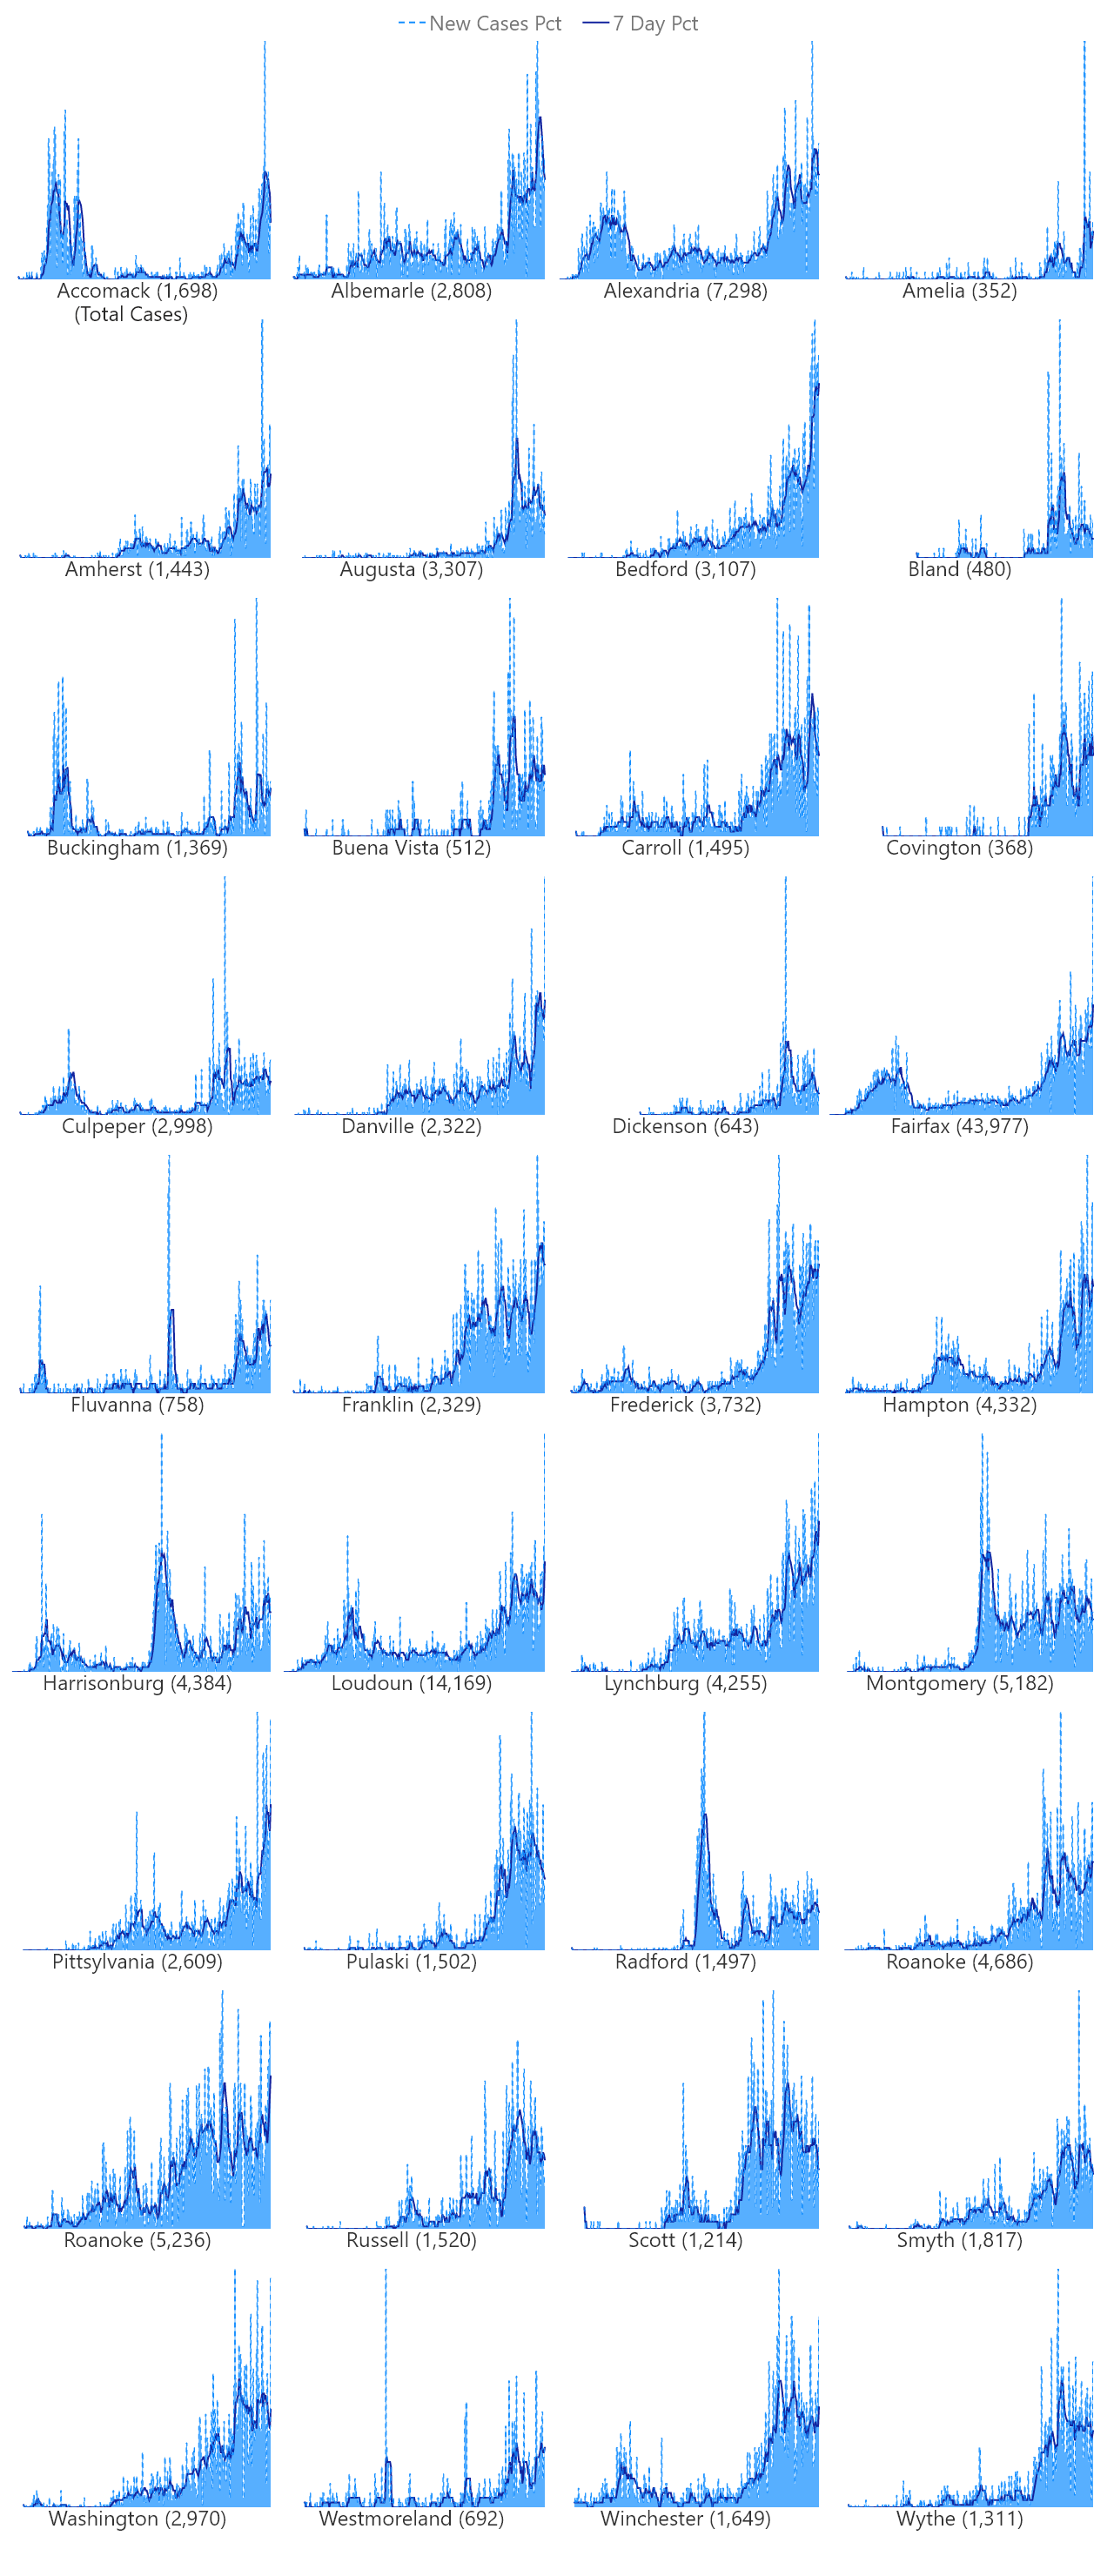 New Cases Pct 7 Day Pct
Accomack (1,698) Albemarle (2,808) Alexandria (7,298) Amelia (352)
(Total Cases)
Amherst (1,443) Augusta (3,307) Bedford (3,107) Bland (480)
Buckingham (1,369) Buena Vista (512) Carroll (1,495) Covington (368)
Culpeper (2,998) Danville (2,322) Dickenson (643) Fairfax (43,977)
Fluvanna (758) Franklin (2,329) Frederick (3,732) Hampton (4,332)
Harrisonburg (4,384) Loudoun (14,169) Lynchburg (4,255) Montgomery (5,182)
Pittsylvania (2,609) Pulaski (1,502) Radford (1,497) Roanoke (4,686)
Roanoke (5,236) Russell (1,520) Scott (1,214) Smyth (1,817)
Washington (2,970) Westmoreland (692) Winchester (1,649) Wythe (1,311)